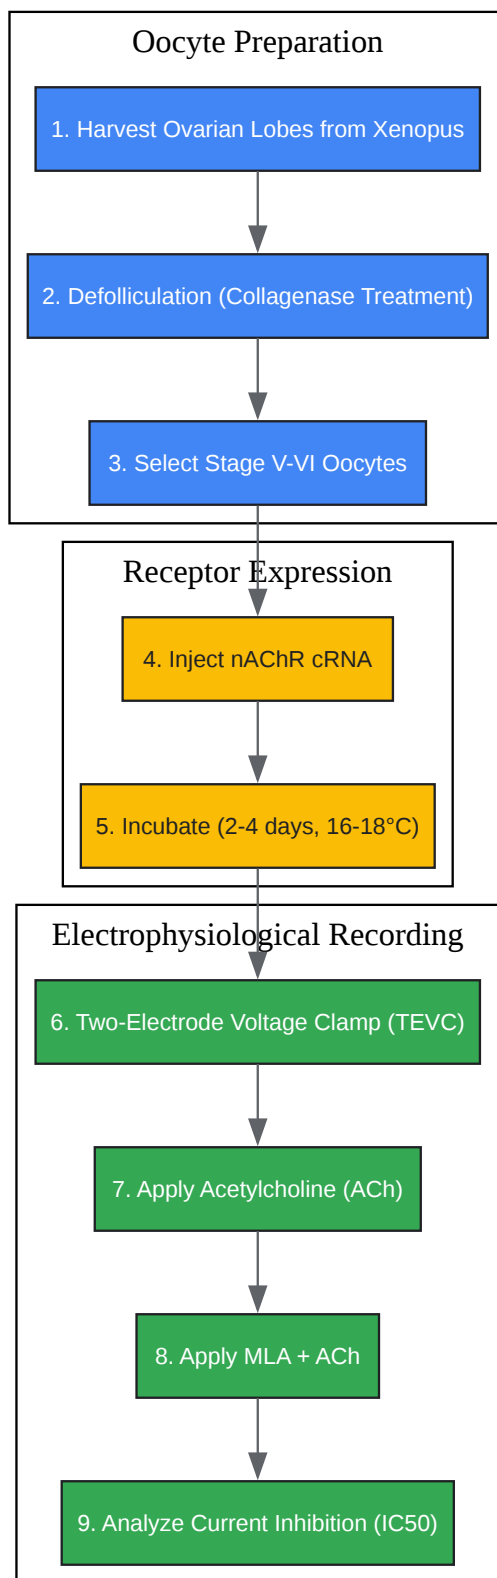 Oocyte Preparation
1. Harvest Ovarian Lobes from Xenopus
2. Defolliculation (Collagenase Treatment)
3. Select Stage V-VI Oocytes
Receptor Expression
4. Inject nAChR cRNA
5. Incubate (2-4 days, 16-18°C)
Electrophysiological Recording
6. Two-Electrode Voltage Clamp (TEVC)
7. Apply Acetylcholine (ACh)
8. Apply MLA + ACh
9. Analyze Current Inhibition (IC50)